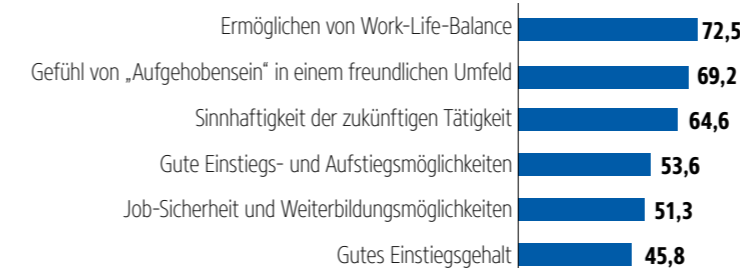 Ermöglichen von Work-Life-Balance 72,5
Gefühl von „Aufgehobensein“ in einem freundlichen Umfeld 69,2
Sinnhaftigkeit der zukünftigen Tätigkeit 64,6
Gute Einstiegs- und Aufstiegsmöglichkeiten 53,6
Job-Sicherheit und Weiterbildungsmöglichkeiten 51,3
Gutes Einstiegsgehalt 45,8